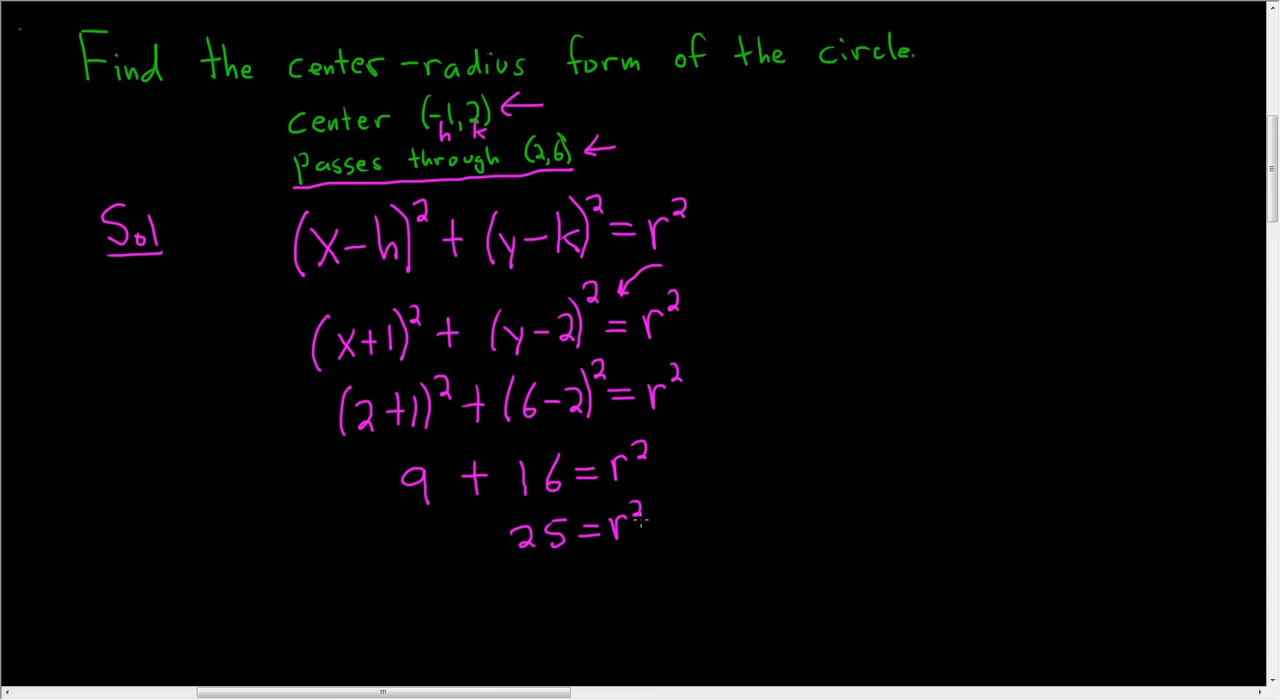 Find the center-radius form of the circle.
center (-1,2)
h k
passes through (2,6)
Sol
(x-h)² + (y-k)² = r²
(x+1)² + (y-2)² = r²
(2+1)² + (6-2)² = r²
9 + 16 = r²
25 = r²